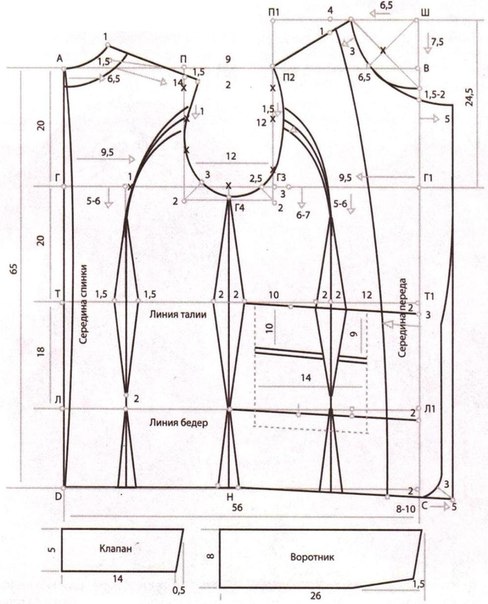 П1 4 6,5 Ш
1 1 3 7,5
А П 9 В
1,5 6,5 14 1,5 2 П2 6,5 1,5-2
1 1,5 12 5 24,5
20 9,5 1 12 9,5
Г 3 2,5 Г3 Г1
5-6 2 Г4 2 3 6-7 5-6
65 20
Т 1,5 1,5 2 2 10 2 2 12 Т1
Середина спинки
Линия талии
Середина переда
3
10 9
18 14
Л 2 2 Л1
Линия бедер
D Н 2 3 С 5
56 8-10
5 Клапан 8 Воротник
14 0,5 26 1,5